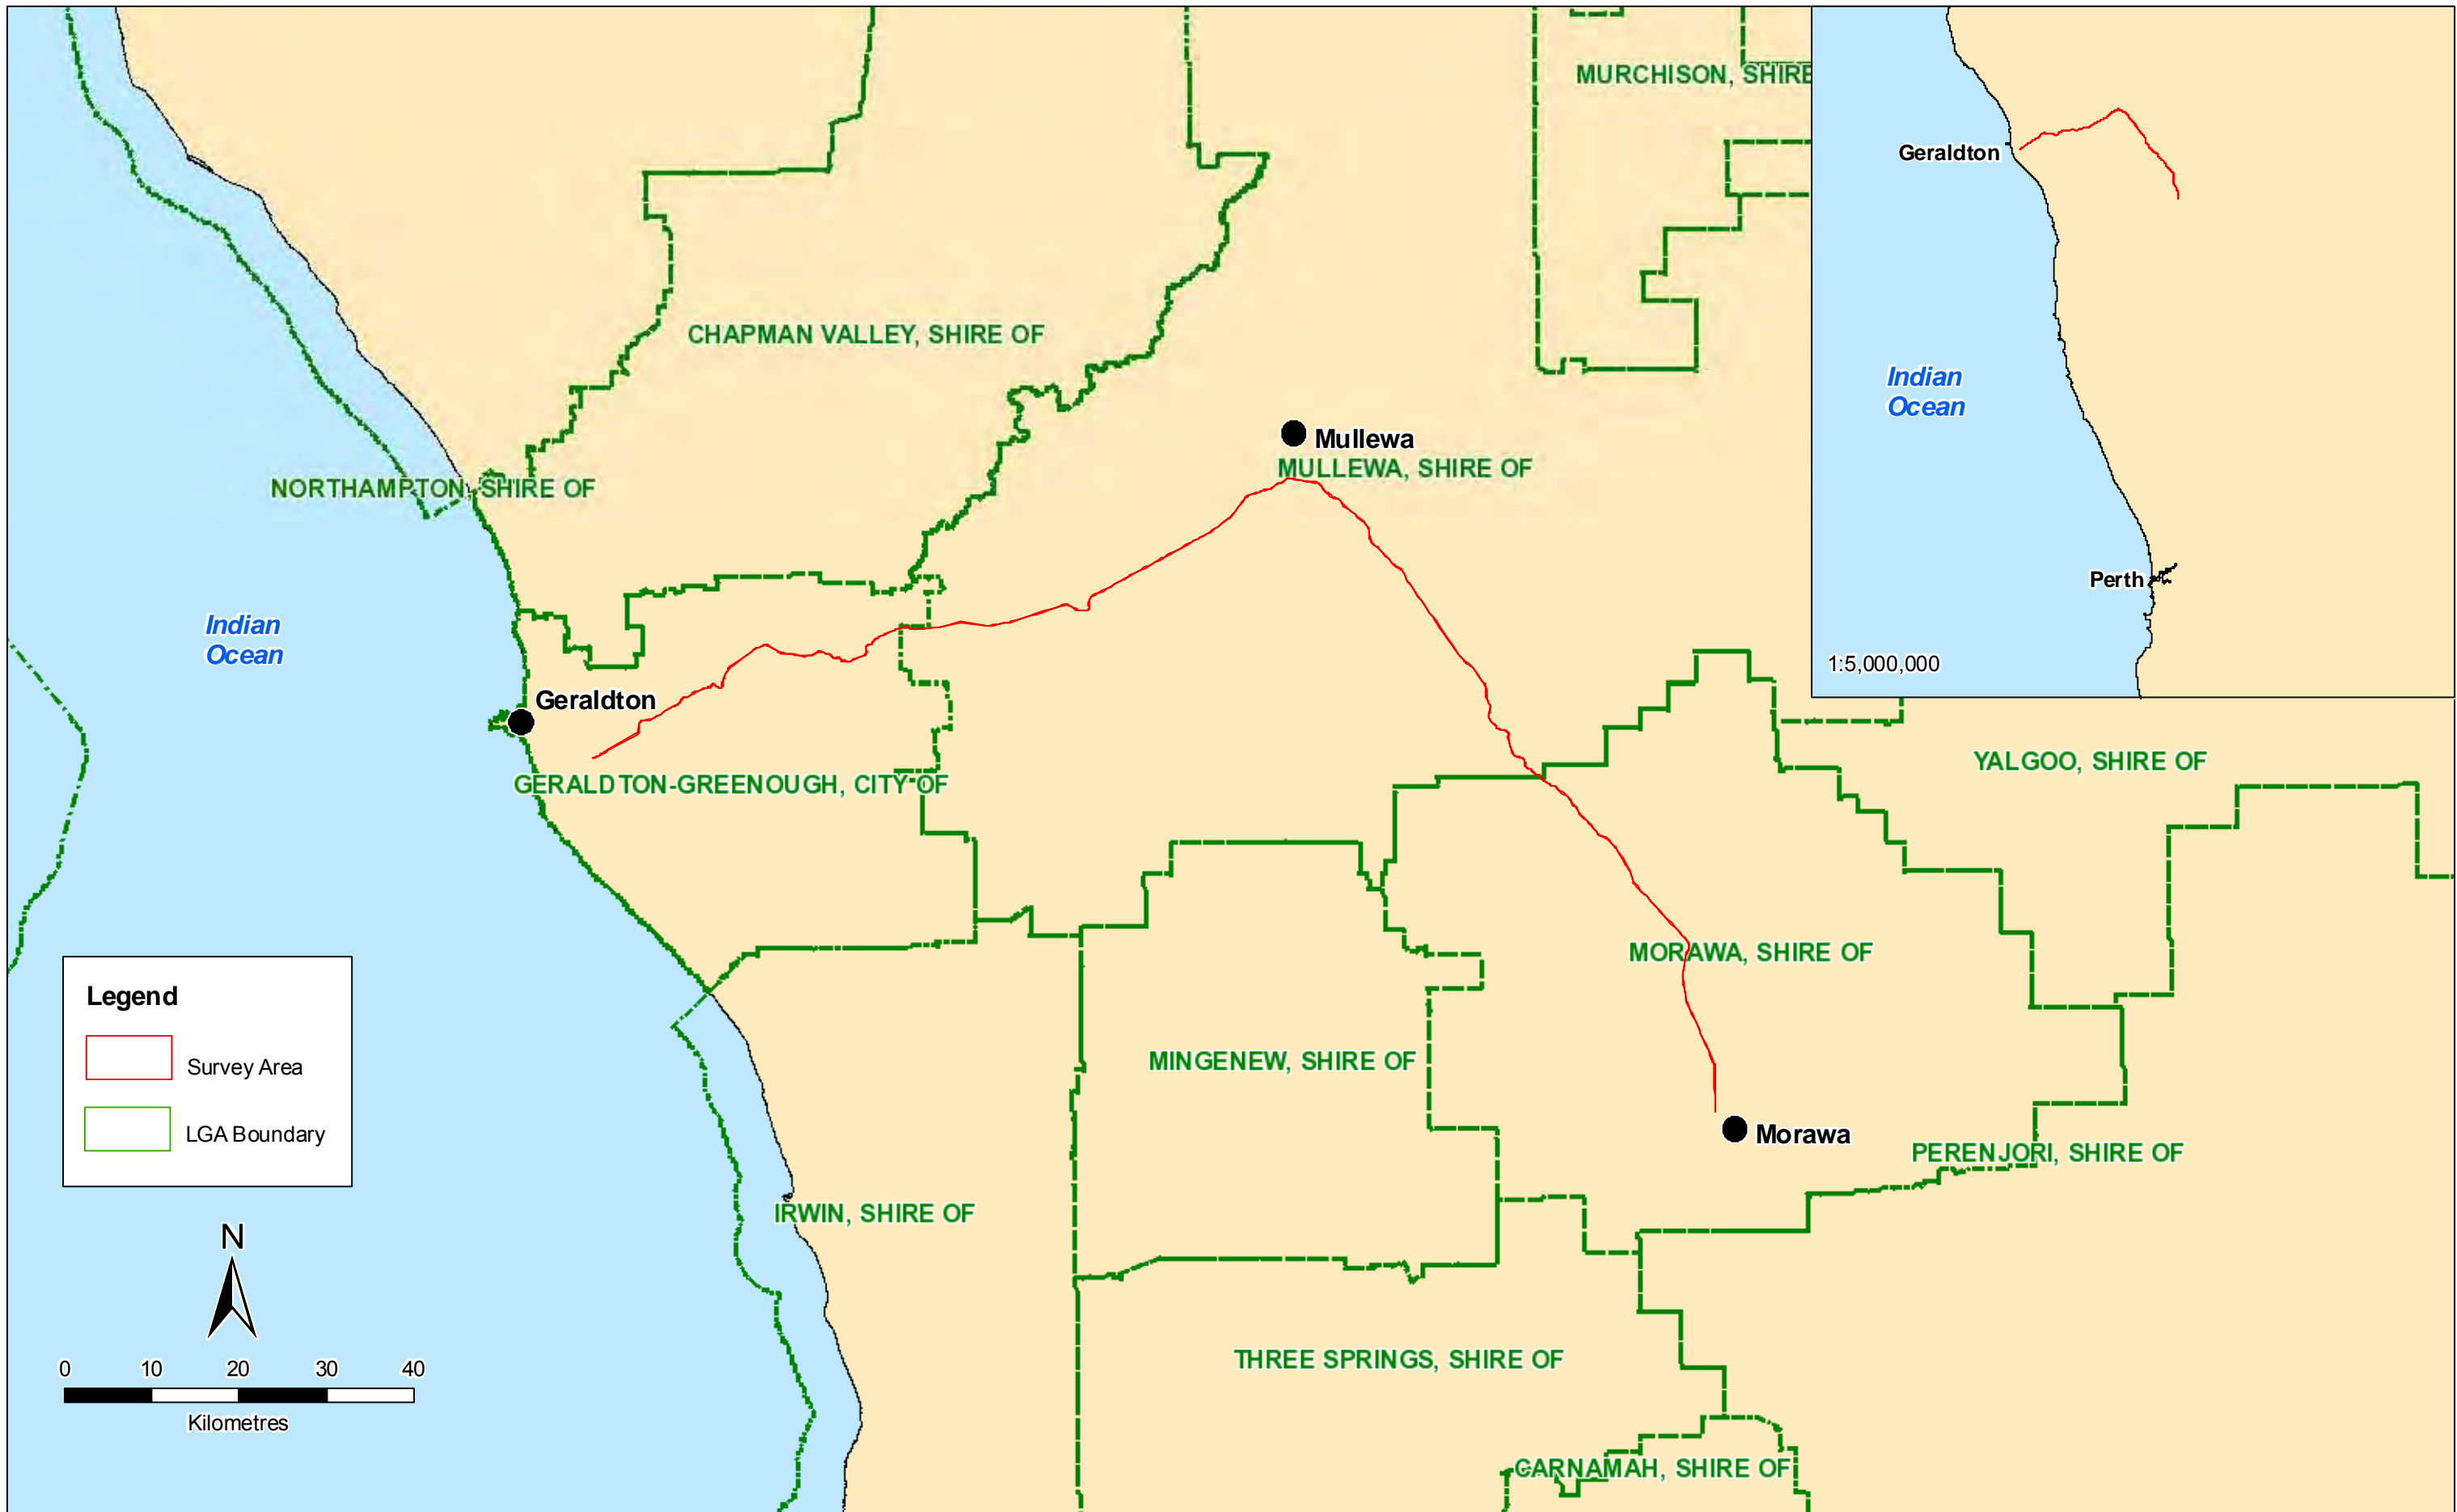 MURCHISON, SHIRE
Geraldton
CHAPMAN VALLEY, SHIRE OF
Indian
Ocean
Mullewa
MULLEWA, SHIRE OF
NORTHAMPTON, SHIRE OF
Perth
Indian
Ocean
1:5,000,000
Geraldton
GERALDTON-GREENOUGH, CITY OF
YALGOO, SHIRE OF
MORAWA, SHIRE OF
Legend
Survey Area
LGA Boundary
MINGENEW, SHIRE OF
Morawa
PERENJORI, SHIRE OF
IRWIN, SHIRE OF
N
THREE SPRINGS, SHIRE OF
0 10 20 30 40
Kilometres
CARNAMAH, SHIRE OF